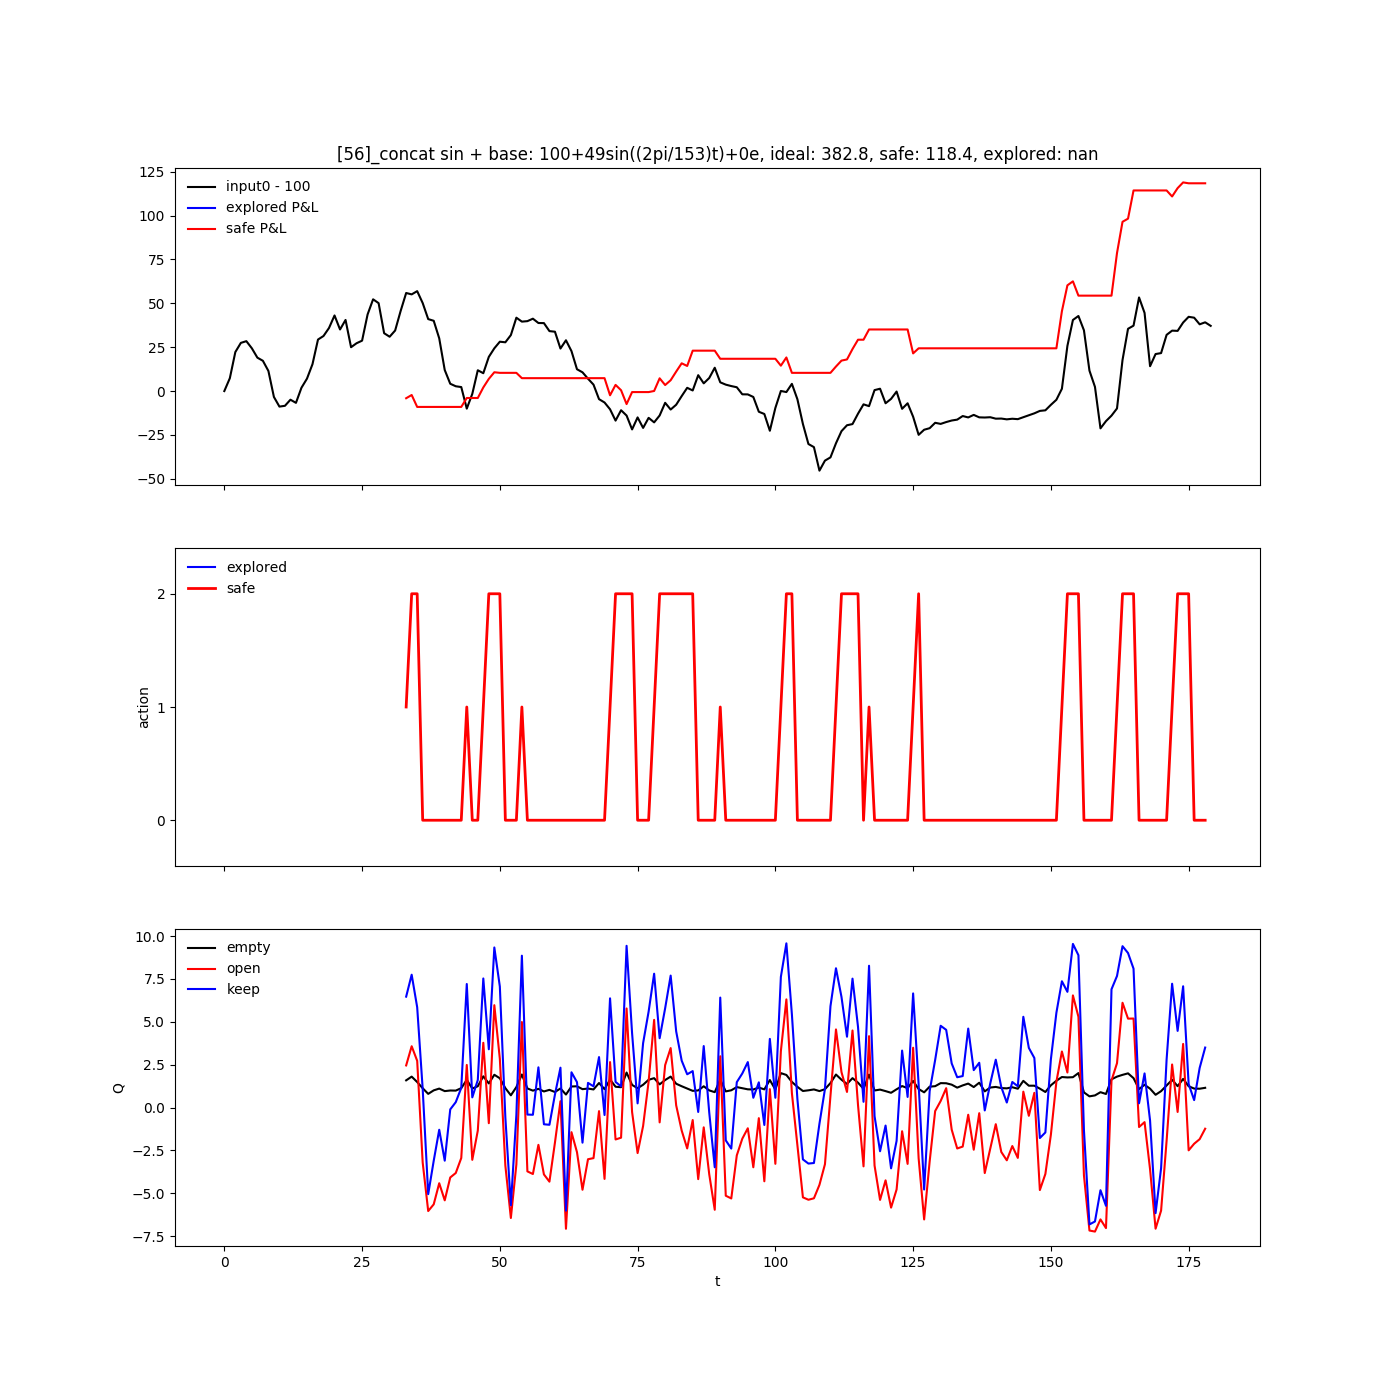 [56]_concat sin + base: 100+49sin((2pi/153)t)+0e, ideal: 382.8, safe: 118.4, explored: nan
125
100
75
50
25
0
−25
−50
input0 - 100
explored P&L
safe P&L
action
2
1
0
explored
safe
Q
10.0
7.5
5.0
2.5
0.0
−2.5
−5.0
−7.5
empty
open
keep
0 25 50 75 100 125 150 175
t